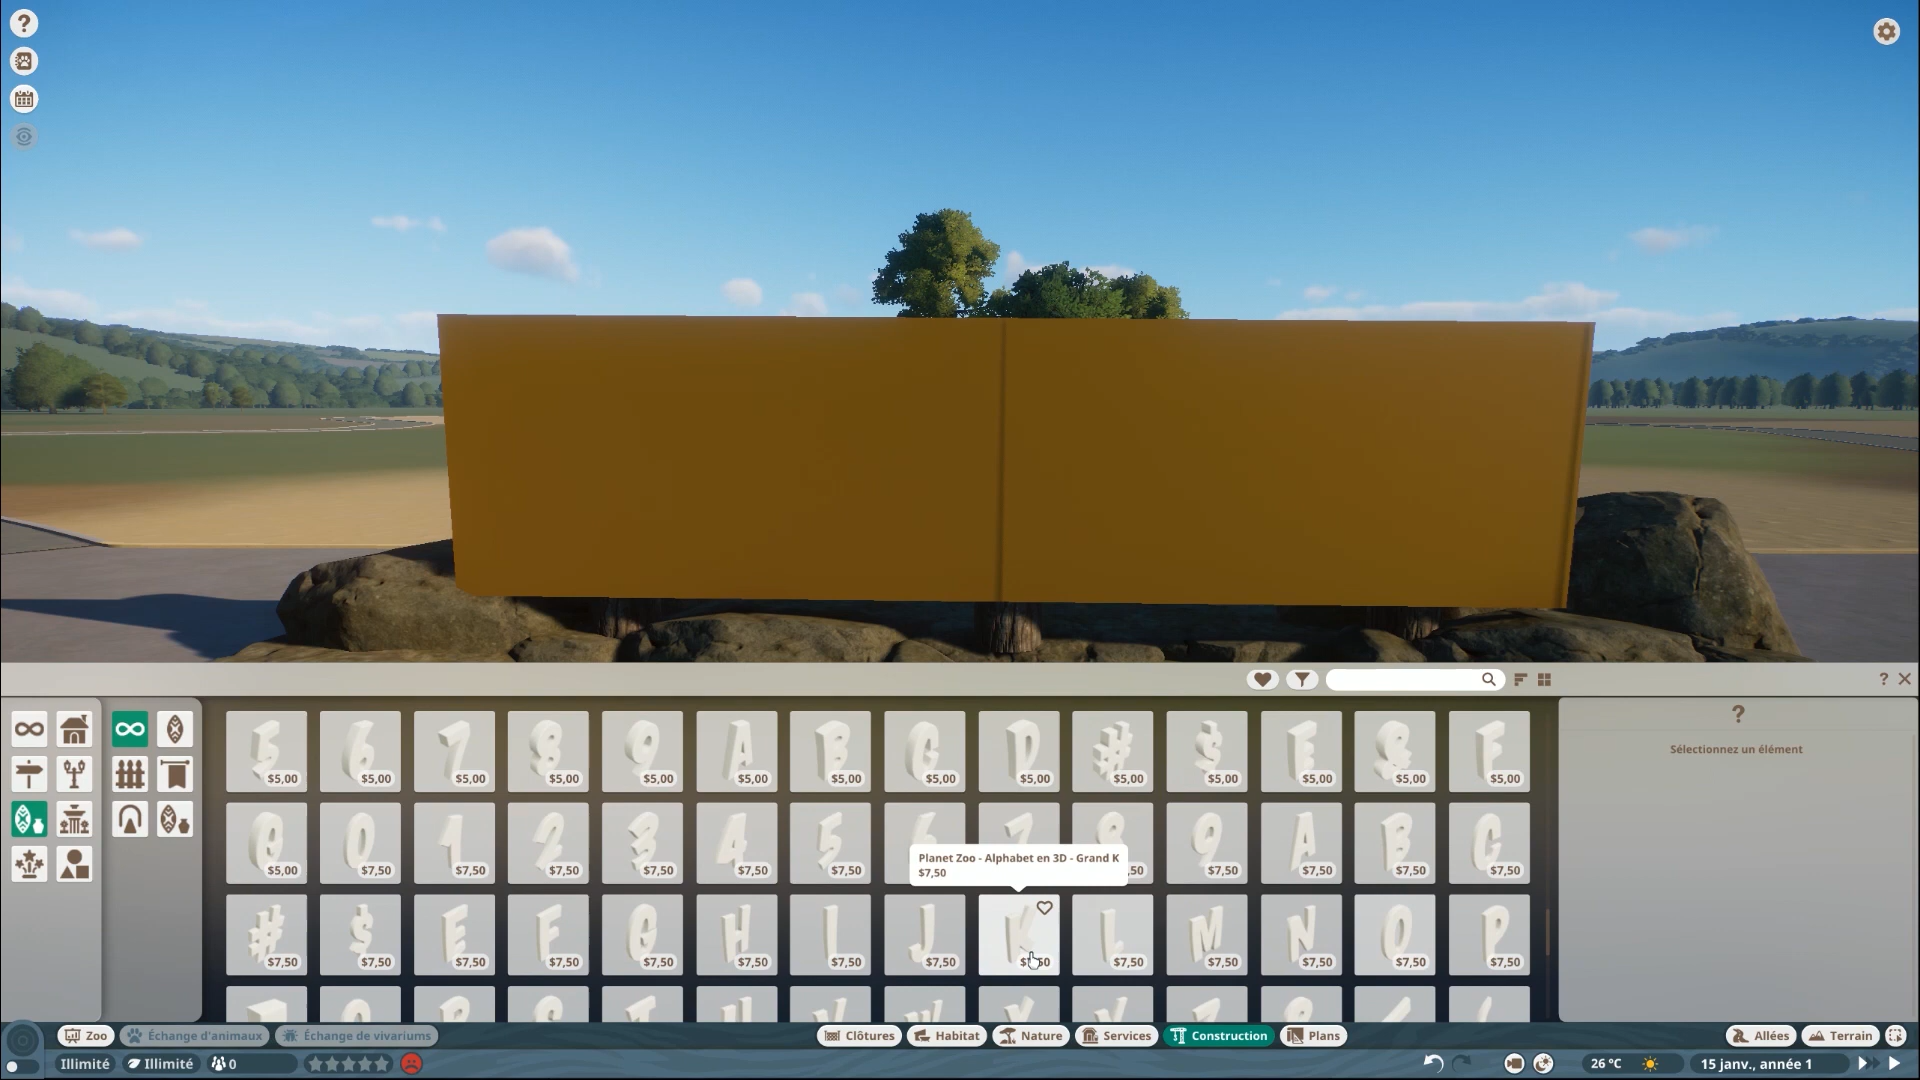 Sélectionnez un élément
$5,00 $5,00 $5,00 $5,00 $5,00 $5,00 $5,00 $5,00 $5,00 $5,00 $5,00 $5,00 $5,00 $5,00
$5,00 $7,50 $7,50 $7,50 $7,50 $7,50 $7,50 ,50 $7,50 $7,50 $7,50 $7,50
Planet Zoo - Alphabet en 3D - Grand K
$7,50
$7,50 $7,50 $7,50 $7,50 $7,50 $7,50 $7,50 $7,50 $7,50 $7,50 $7,50 $7,50 $7,50
Zoo Échange d'animaux Échange de vivariums Clôtures Habitat Nature Services Construction Plans Allées Terrain
Illimité Illimité 0 26 °C 15 janv., année 1